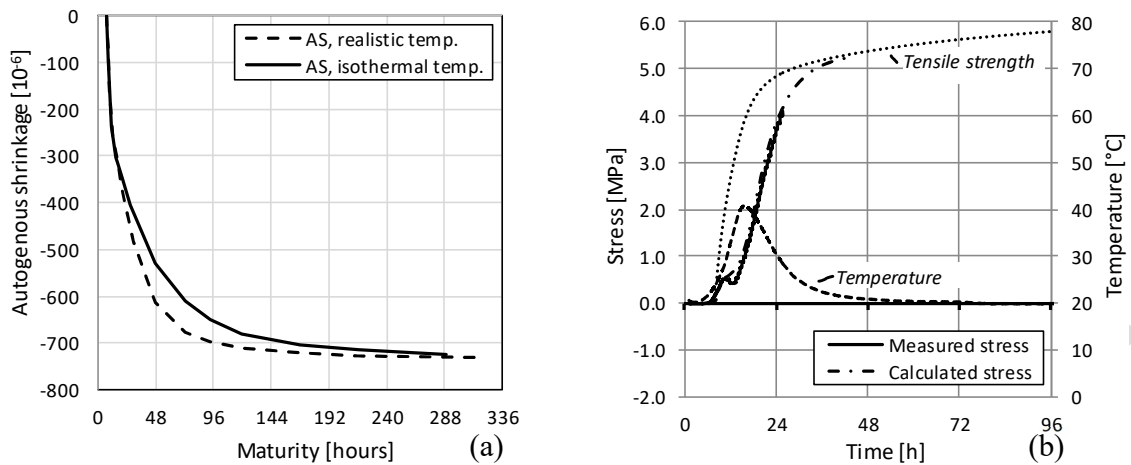 0
-100
-200
-300
-400
-500
-600
-700
-800
Autogenous shrinkage [10⁻⁶]
AS, realistic temp.
AS, isothermal temp.
0 48 96 144 192 240 288 336
Maturity [hours]
(a)
6.0
5.0
4.0
3.0
2.0
1.0
0.0
-1.0
-2.0
Stress [MPa]
Tensile strength
Temperature
Measured stress
Calculated stress
80
70
60
50
40
30
20
10
0
Temperature [°C]
0 24 48 72 96
Time [h]
(b)